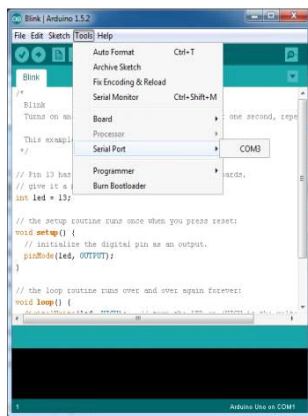 Blink | Arduino 1.5.2
File Edit Sketch Tools Help
Auto Format Ctrl+T
Archive Sketch
Fix Encoding & Reload
Serial Monitor Ctrl+Shift+M
Board
Processor
Serial Port COM3
Programmer
Burn Bootloader
Blink
/*
Blink
Turns on an one second, repe
This exampl
*/
// Pin 13 has ards.
// give it a
int led = 13;
// the setup routine runs once when you press reset:
void setup() {
// initialize the digital pin as an output.
pinMode(led, OUTPUT);
}
// the loop routine runs over and over again forever:
void loop() {
1 Arduino Uno on COM1